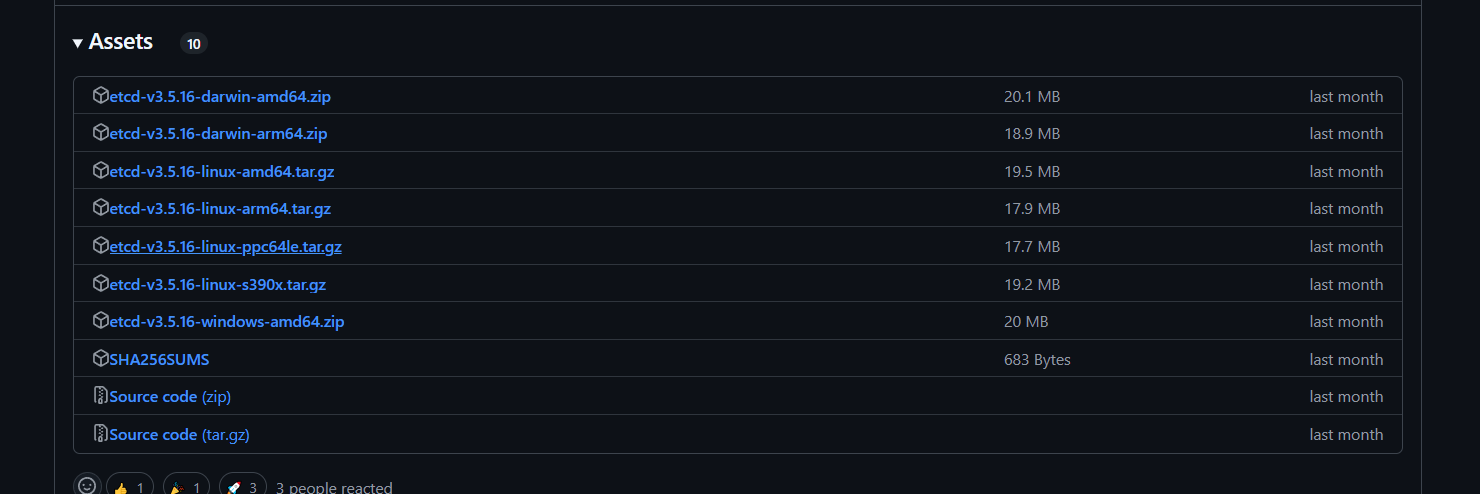 Assets 10
etcd-v3.5.16-darwin-amd64.zip 20.1 MB last month
etcd-v3.5.16-darwin-arm64.zip 18.9 MB last month
etcd-v3.5.16-linux-amd64.tar.gz 19.5 MB last month
etcd-v3.5.16-linux-arm64.tar.gz 17.9 MB last month
etcd-v3.5.16-linux-ppc64le.tar.gz 17.7 MB last month
etcd-v3.5.16-linux-s390x.tar.gz 19.2 MB last month
etcd-v3.5.16-windows-amd64.zip 20 MB last month
SHA256SUMS 683 Bytes last month
Source code (zip) last month
Source code (tar.gz) last month
1 1 3 3 people reacted